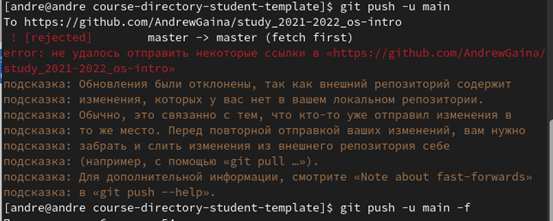 [andre@andre course-directory-student-template]$ git push -u main
To https://github.com/AndrewGaina/study_2021-2022_os-intro
 ! [rejected]        master -> master (fetch first)
error: не удалось отправить некоторые ссылки в «https://github.com/AndrewGaina/
study_2021-2022_os-intro»
подсказка: Обновления были отклонены, так как внешний репозиторий содержит
подсказка: изменения, которых у вас нет в вашем локальном репозитории.
подсказка: Обычно, это связанно с тем, что кто-то уже отправил изменения в
подсказка: то же место. Перед повторной отправкой ваших изменений, вам нужно
подсказка: забрать и слить изменения из внешнего репозитория себе
подсказка: (например, с помощью «git pull …»).
подсказка: Для дополнительной информации, смотрите «Note about fast-forwards»
подсказка: в «git push --help».
[andre@andre course-directory-student-template]$ git push -u main -f